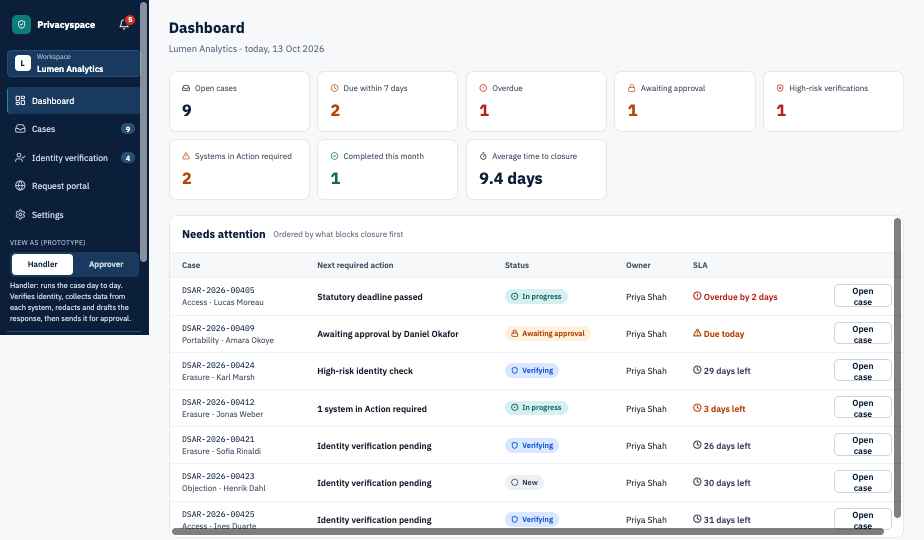 Privacyspace
5
L
Workspace
Lumen Analytics
Dashboard
Cases
9
Identity verification
4
Request portal
Settings
VIEW AS (PROTOTYPE)
Handler
Approver
Handler: runs the case day to day.
Verifies identity, collects data from
each system, redacts and drafts the
response, then sends it for approval.
Dashboard
Lumen Analytics · today, 13 Oct 2026
Open cases
9
Due within 7 days
2
Overdue
1
Awaiting approval
1
High-risk verifications
1
Systems in Action required
2
Completed this month
1
Average time to closure
9.4 days
Needs attention
Ordered by what blocks closure first
Case Next required action Status Owner SLA
DSAR-2026-00405
Access · Lucas Moreau
Statutory deadline passed
In progress
Priya Shah
Overdue by 2 days
Open case
DSAR-2026-00409
Portability · Amara Okoye
Awaiting approval by Daniel Okafor
Awaiting approval
Priya Shah
Due today
Open case
DSAR-2026-00424
Erasure · Karl Marsh
High-risk identity check
Verifying
Priya Shah
29 days left
Open case
DSAR-2026-00412
Erasure · Jonas Weber
1 system in Action required
In progress
Priya Shah
3 days left
Open case
DSAR-2026-00421
Erasure · Sofia Rinaldi
Identity verification pending
Verifying
Priya Shah
26 days left
Open case
DSAR-2026-00423
Objection · Henrik Dahl
Identity verification pending
New
Priya Shah
30 days left
Open case
DSAR-2026-00425
Access · Ines Duarte
Identity verification pending
Verifying
Priya Shah
31 days left
Open case